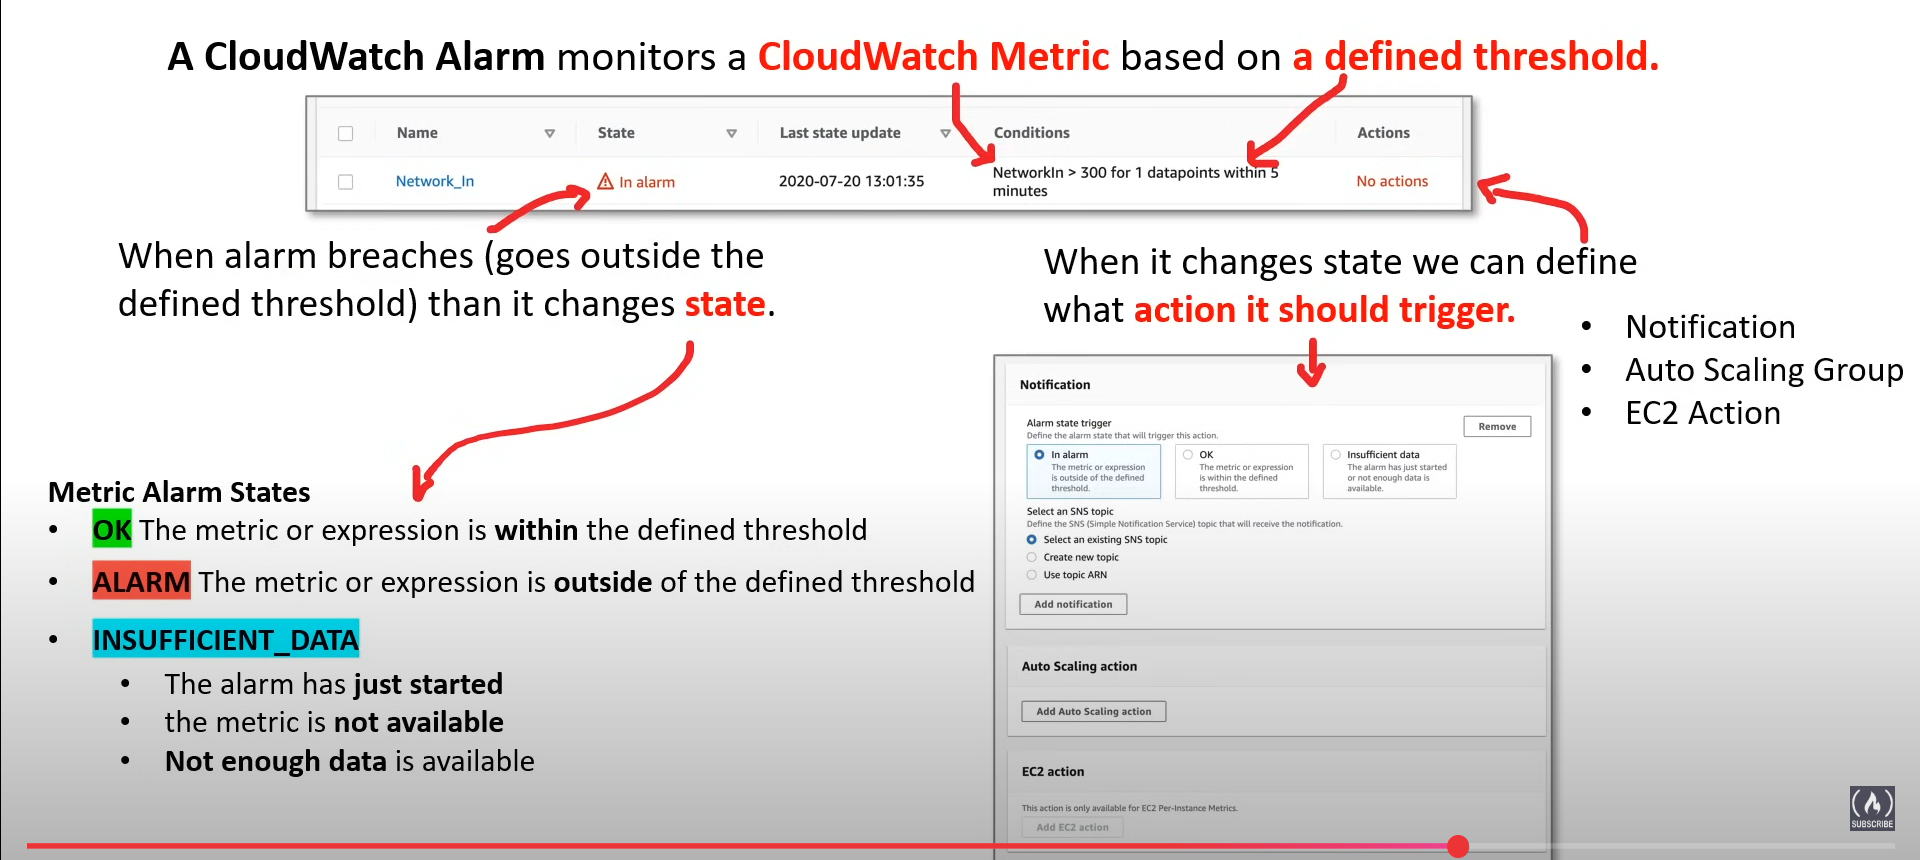 A CloudWatch Alarm monitors a CloudWatch Metric based on a defined threshold.
Name State Last state update Conditions Actions
Network_In In alarm 2020-07-20 13:01:35 NetworkIn > 300 for 1 datapoints within 5
minutes No actions
When alarm breaches (goes outside the
defined threshold) than it changes state.
When it changes state we can define
what action it should trigger.
• Notification
• Auto Scaling Group
• EC2 Action
Metric Alarm States
• OK The metric or expression is within the defined threshold
• ALARM The metric or expression is outside of the defined threshold
• INSUFFICIENT_DATA
• The alarm has just started
• the metric is not available
• Not enough data is available
Notification
Alarm state trigger
Define the alarm state that will trigger this action.
Remove
In alarm
The metric or expression
is outside of the defined
threshold.
OK
The metric or expression
is within the defined
threshold.
Insufficient data
The alarm has just started
or not enough data is
available.
Select an SNS topic
Define the SNS (Simple Notification Service) topic that will receive the notification.
Select an existing SNS topic
Create new topic
Use topic ARN
Add notification
Auto Scaling action
Add Auto Scaling action
EC2 action
This action is only available for EC2 Per-Instance Metrics.
Add EC2 action
SUBSCRIBE